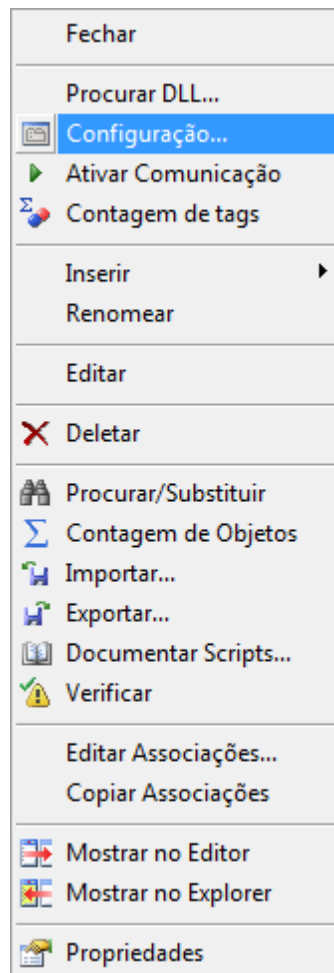 Fechar
Procurar DLL...
Configuração...
Ativar Comunicação
Contagem de tags
Inserir
Renomear
Editar
Deletar
Procurar/Substituir
Contagem de Objetos
Importar...
Exportar...
Documentar Scripts...
Verificar
Editar Associações...
Copiar Associações
Mostrar no Editor
Mostrar no Explorer
Propriedades